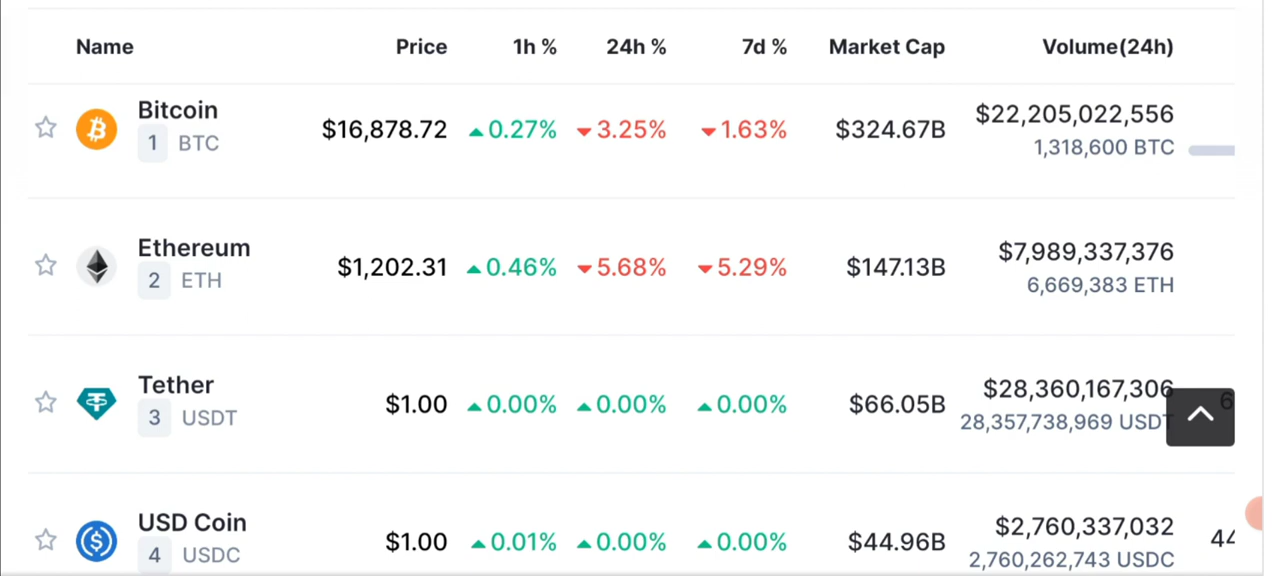 Name Price 1h % 24h % 7d % Market Cap Volume(24h)
Bitcoin
1 BTC
$16,878.72 0.27% 3.25% 1.63% $324.67B $22,205,022,556
1,318,600 BTC
Ethereum
2 ETH
$1,202.31 0.46% 5.68% 5.29% $147.13B $7,989,337,376
6,669,383 ETH
Tether
3 USDT
$1.00 0.00% 0.00% 0.00% $66.05B $28,360,167,306
28,357,738,969 USDT
USD Coin
4 USDC
$1.00 0.01% 0.00% 0.00% $44.96B $2,760,337,032
2,760,262,743 USDC